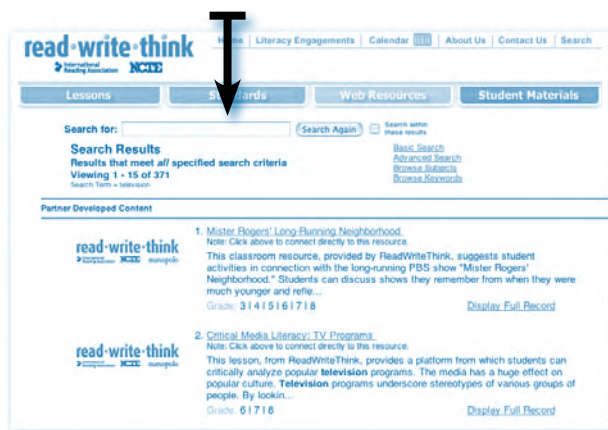 read·write·think
Home | Literacy Engagements | Calendar | About Us | Contact Us | Search
International Reading Association NCTE
Lessons Standards Web Resources Student Materials
Search for: Search Again Search within these results
Search Results
Results that meet all specified search criteria
Viewing 1 - 15 of 371
Search Term = television
Basic Search
Advanced Search
Browse Subjects
Browse Keywords
Partner Developed Content
read·write·think
NCTE marcopolo
1. Mister Rogers' Long-Running Neighborhood
Note: Click above to connect directly to this resource.
This classroom resource, provided by ReadWriteThink, suggests student
activities in connection with the long-running PBS show "Mister Rogers'
Neighborhood." Students can discuss shows they remember from when they were
much younger and refle...
Grade: 3|4|5|6|7|8 Display Full Record
read·write·think
NCTE marcopolo
2. Critical Media Literacy: TV Programs
Note: Click above to connect directly to this resource.
This lesson, from ReadWriteThink, provides a platform from which students can
critically analyze popular television programs. The media has a huge effect on
popular culture. Television programs underscore stereotypes of various groups of
people. By lookin...
Grade: 6|7|8 Display Full Record